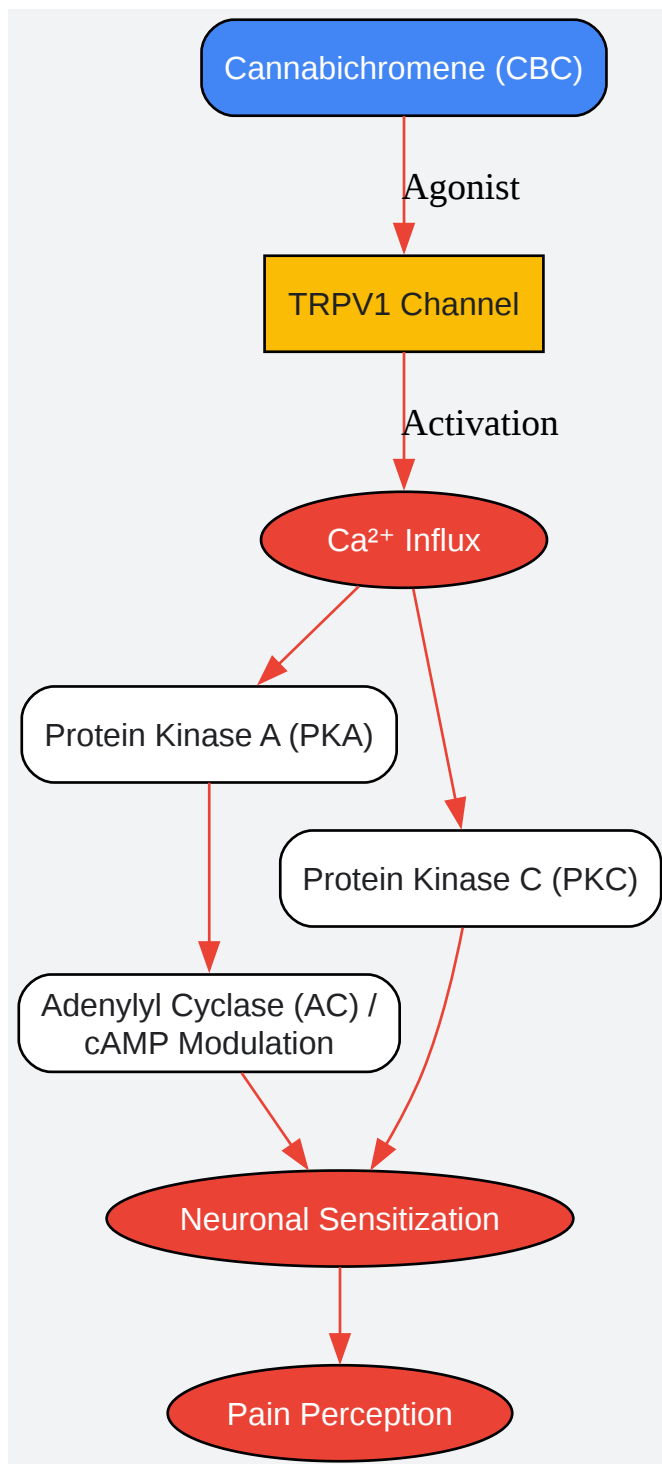 Cannabichromene (CBC)
Agonist
TRPV1 Channel
Activation
Ca²⁺ Influx
Protein Kinase A (PKA)
Protein Kinase C (PKC)
Adenylyl Cyclase (AC) /
cAMP Modulation
Neuronal Sensitization
Pain Perception